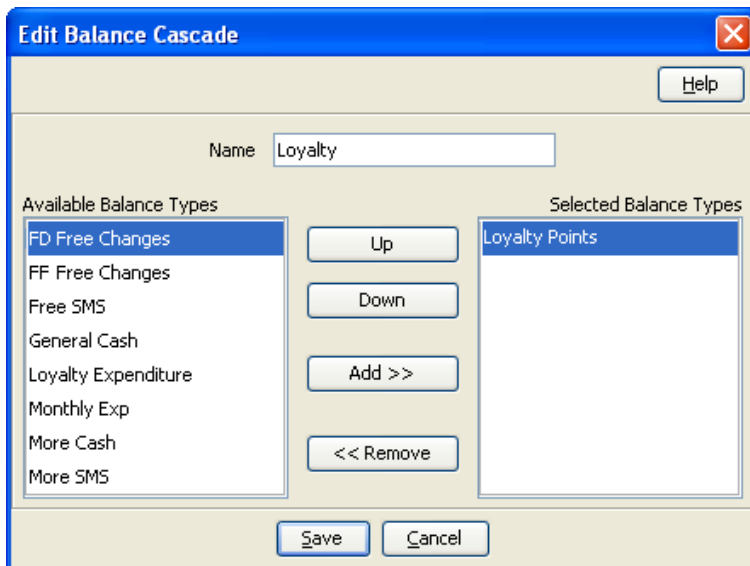 Edit Balance Cascade
Help
Name Loyalty
Available Balance Types
Selected Balance Types
FD Free Changes
FF Free Changes
Free SMS
General Cash
Loyalty Expenditure
Monthly Exp
More Cash
More SMS
Up
Down
Add >>
<< Remove
Loyalty Points
Save
Cancel